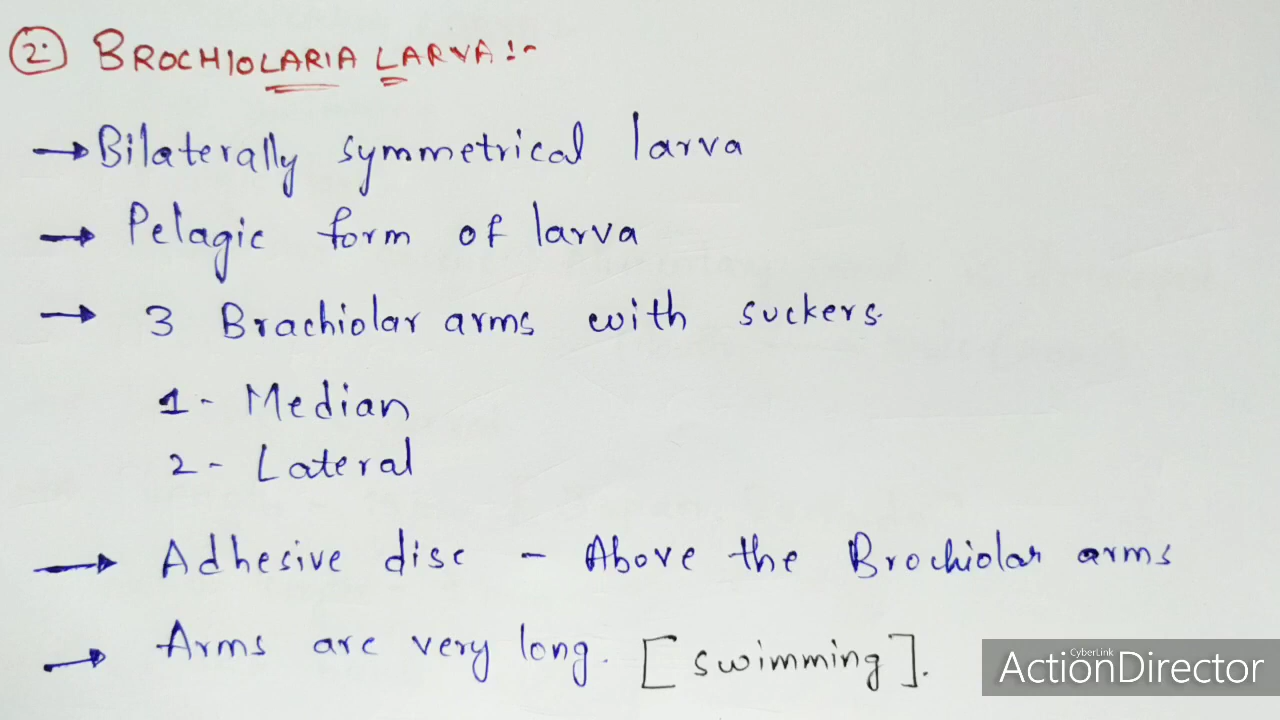 2. BROCHIOLARIA LARVA :-
→ Bilaterally symmetrical larva
→ Pelagic form of larva
→ 3 Brachiolar arms with suckers.
1 - Median
2 - Lateral
→ Adhesive disc - Above the Brochiolar arms
→ Arms are very long. [swimming].
CyberLink
ActionDirector